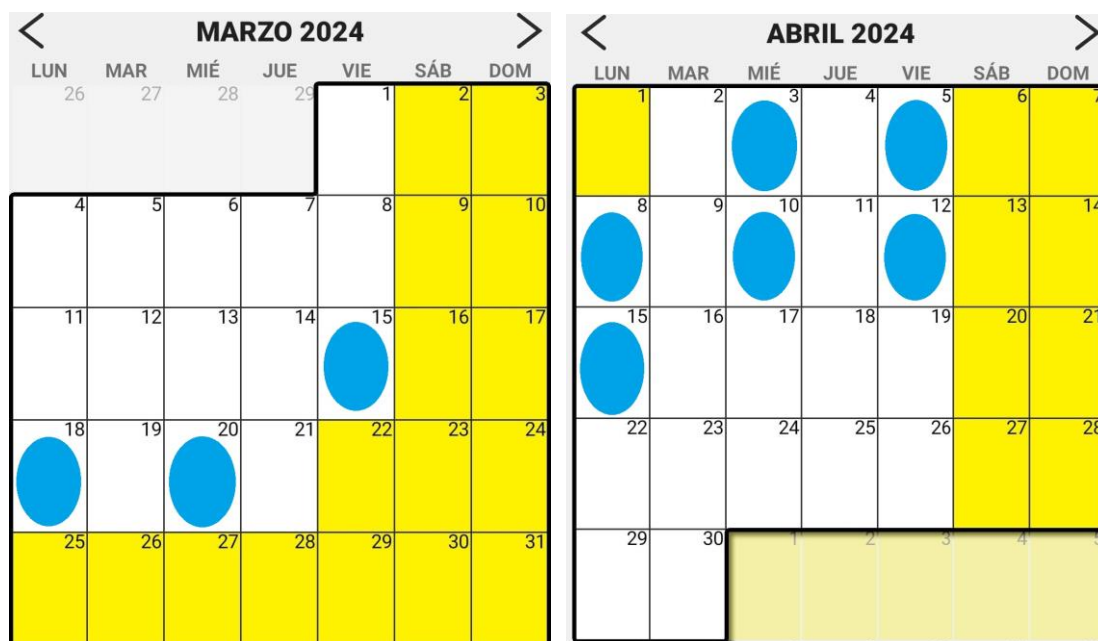 MARZO 2024
LUN MAR MIÉ JUE VIE SÁB DOM
26 27 28 29 1 2 3
4 5 6 7 8 9 10
11 12 13 14 15 16 17
18 19 20 21 22 23 24
25 26 27 28 29 30 31
ABRIL 2024
LUN MAR MIÉ JUE VIE SÁB DOM
1 2 3 4 5 6 7
8 9 10 11 12 13 14
15 16 17 18 19 20 21
22 23 24 25 26 27 28
29 30 1 2 3 4 5